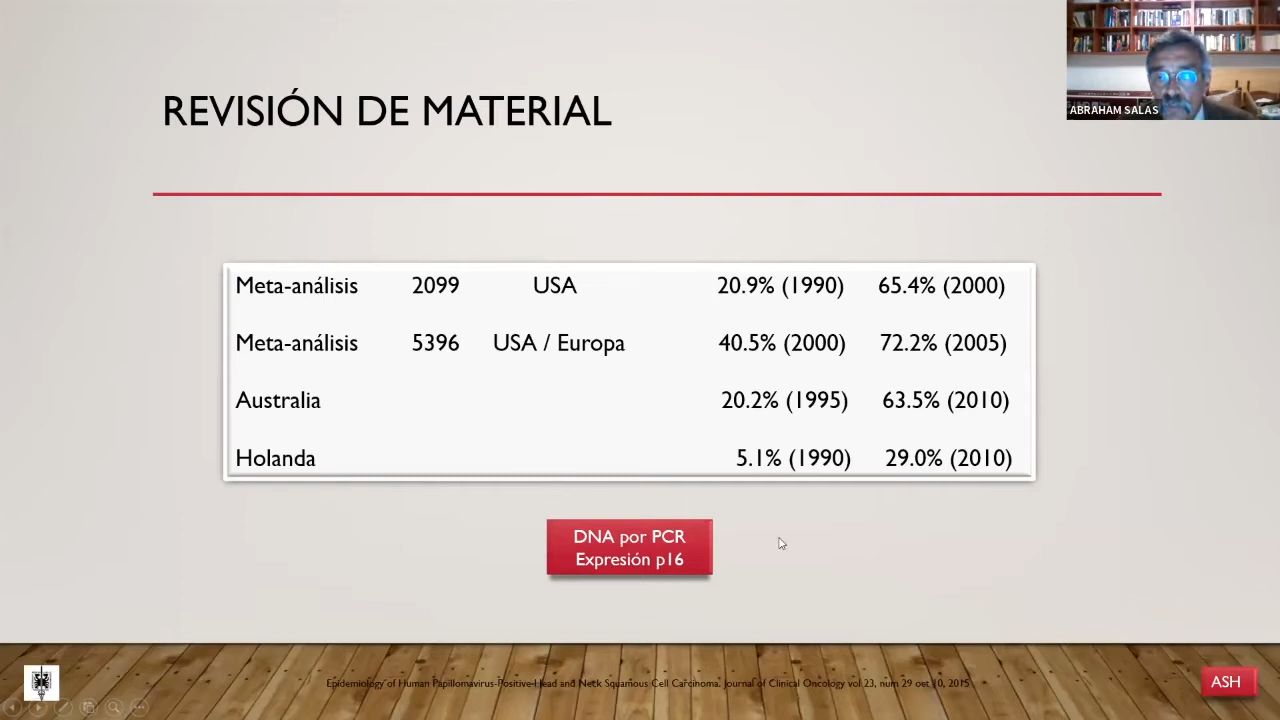 ABRAHAM SALAS
REVISIÓN DE MATERIAL
Meta-análisis 2099 USA 20.9% (1990) 65.4% (2000)
Meta-análisis 5396 USA / Europa 40.5% (2000) 72.2% (2005)
Australia 20.2% (1995) 63.5% (2010)
Holanda 5.1% (1990) 29.0% (2010)
DNA por PCR
Expresión p16
Epidemiology of Human Papillomavirus-Positive-Head and Neck Squamous Cell Carcinoma. Journal of Clinical Oncology vol 23, num 29 oct 10, 2015
ASH